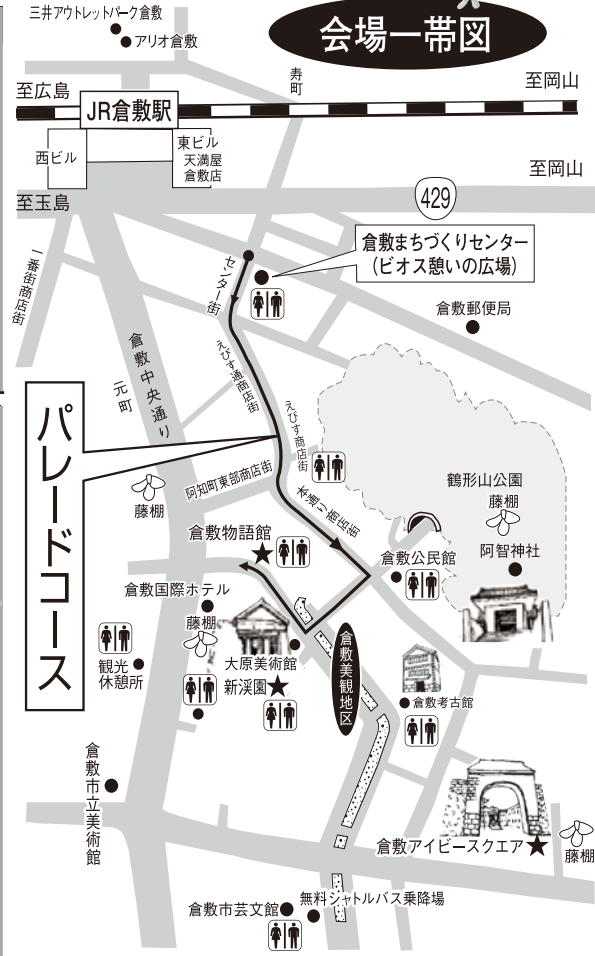 三井アウトレットパーク倉敷
アリオ倉敷
会場一帯図
寿町
至広島
至岡山
JR倉敷駅
西ビル
東ビル
天満屋
倉敷店
至岡山
至玉島
429
倉敷まちづくりセンター
(ビオス憩いの広場)
センター街
一番街商店街
倉敷郵便局
倉敷中央通り
元町
えびす通商店街
えびす商店街
パレードコース
阿知町東部商店街
本通り商店街
鶴形山公園
藤棚
藤棚
倉敷物語館
倉敷公民館
阿智神社
倉敷国際ホテル
藤棚
大原美術館
倉敷美観地区
観光
休憩所
新渓園
倉敷考古館
倉敷市立美術館
倉敷アイビースクエア
藤棚
倉敷市芸文館
無料シャトルバス乗降場